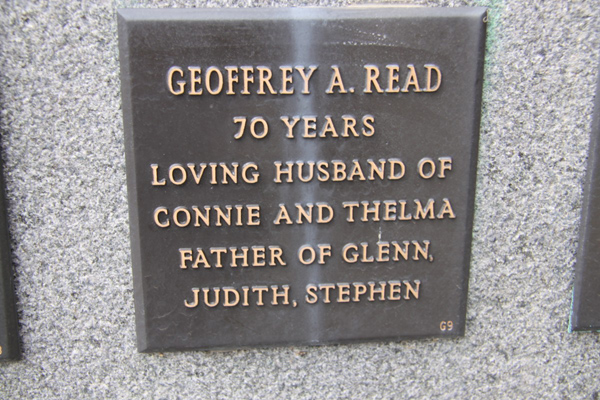 GEOFFREY A. READ
70 YEARS
LOVING HUSBAND OF
CONNIE AND THELMA
FATHER OF GLENN,
JUDITH, STEPHEN
G9